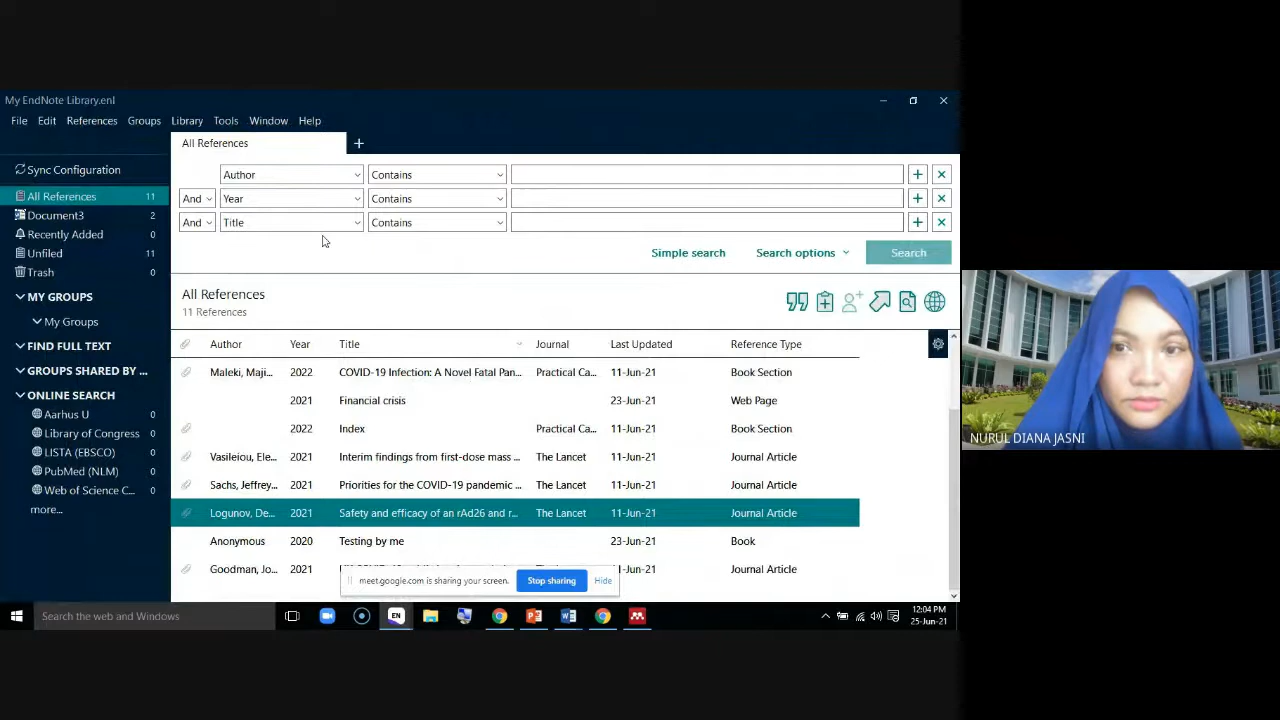 My EndNote Library.enl
File Edit References Groups Library Tools Window Help
All References
Sync Configuration
All References 11
Document3 2
Recently Added 0
Unfiled 11
Trash 0
MY GROUPS
My Groups
FIND FULL TEXT
GROUPS SHARED BY ...
ONLINE SEARCH
Aarhus U 0
Library of Congress 0
LISTA (EBSCO) 0
PubMed (NLM) 0
Web of Science C... 0
more...
Author Contains
And Year Contains
And Title Contains
Simple search Search options Search
All References
11 References
Author Year Title Journal Last Updated Reference Type
Maleki, Maji... 2022 COVID-19 Infection: A Novel Fatal Pan... Practical Ca... 11-Jun-21 Book Section
2021 Financial crisis 23-Jun-21 Web Page
2022 Index Practical Ca... 11-Jun-21 Book Section
Vasileiou, Ele... 2021 Interim findings from first-dose mass ... The Lancet 11-Jun-21 Journal Article
Sachs, Jeffrey... 2021 Priorities for the COVID-19 pandemic ... The Lancet 11-Jun-21 Journal Article
Logunov, De... 2021 Safety and efficacy of an rAd26 and r... The Lancet 11-Jun-21 Journal Article
Anonymous 2020 Testing by me 23-Jun-21 Book
Goodman, Jo... 2021 11-Jun-21 Journal Article
meet.google.com is sharing your screen. Stop sharing Hide
Search the web and Windows
EN
12:04 PM
25-Jun-21
NURUL DIANA JASNI